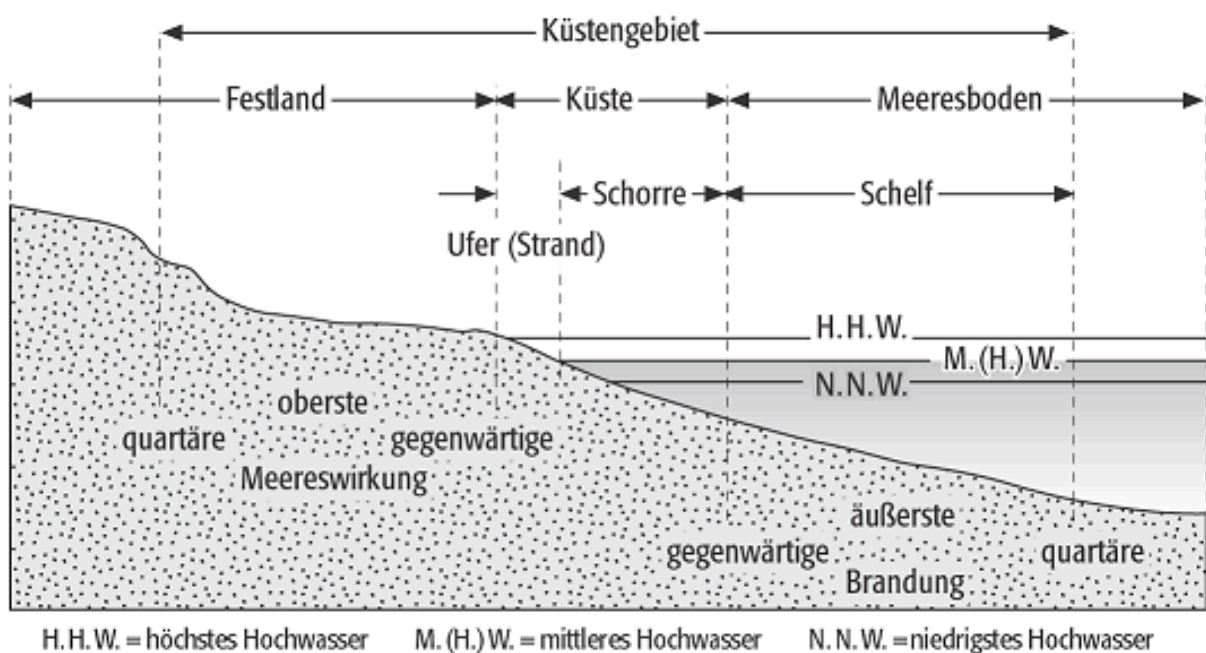 Küstengebiet
Festland Küste Meeresboden
Schorre Schelf
Ufer (Strand)
H.H.W.
M.(H.)W.
N.N.W.
oberste
quartäre gegenwärtige
Meereswirkung
äußerste
gegenwärtige quartäre
Brandung
H.H.W. = höchstes Hochwasser M.(H.)W. = mittleres Hochwasser N.N.W. = niedrigstes Hochwasser